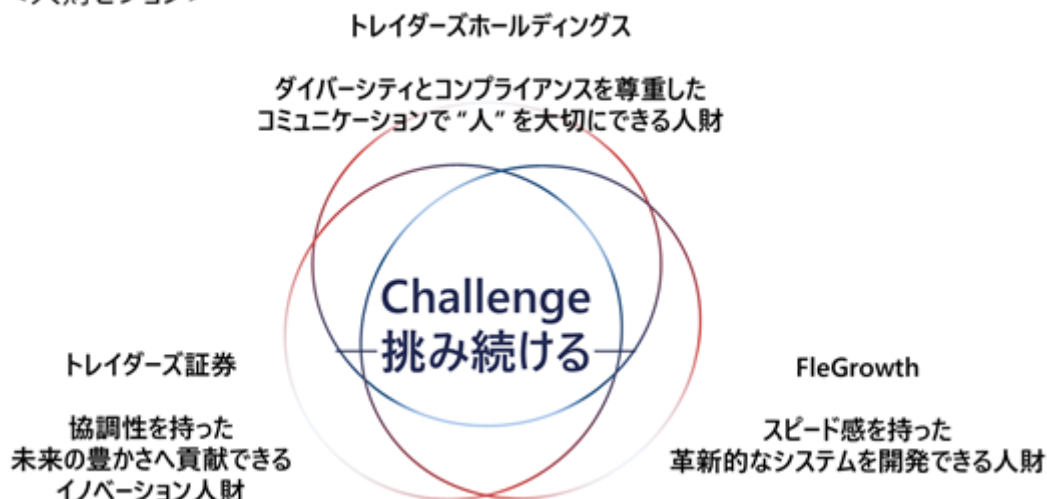 トレイダーズホールディングス
ダイバーシティとコンプライアンスを尊重した
コミュニケーションで “人” を大切にできる人財
Challenge
挑み続ける
トレイダーズ証券
協調性を持った
未来の豊かさへ貢献できる
イノベーション人財
FleGrowth
スピード感を持った
革新的なシステムを開発できる人財